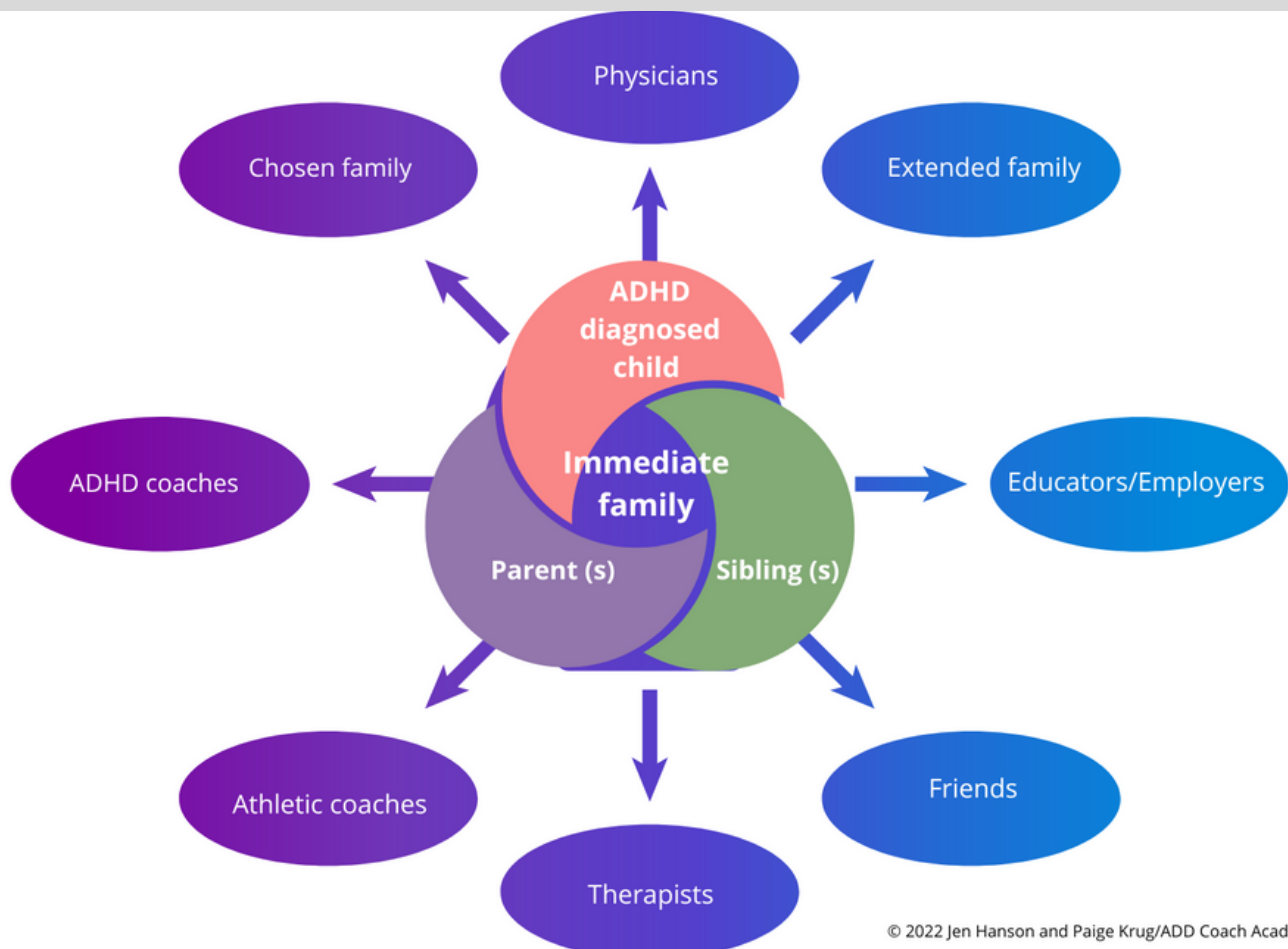 Physicians
Chosen family
Extended family
ADHD
diagnosed
child
Immediate
family
ADHD coaches
Educators/Employers
Parent (s)
Sibling (s)
Athletic coaches
Friends
Therapists
© 2022 Jen Hanson and Paige Krug/ADD Coach Acad